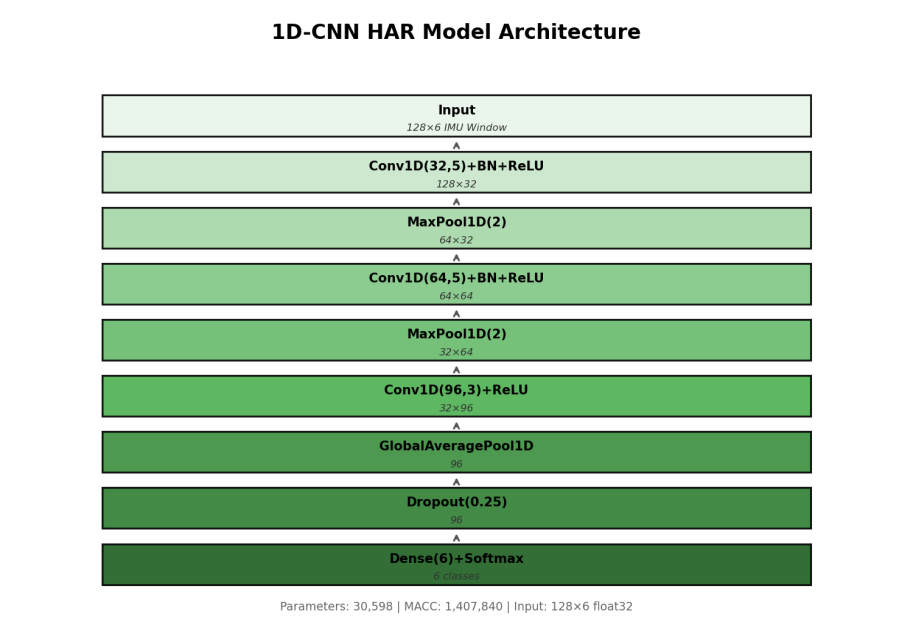 1D-CNN HAR Model Architecture
Input
128×6 IMU Window
Conv1D(32,5)+BN+ReLU
128×32
MaxPool1D(2)
64×32
Conv1D(64,5)+BN+ReLU
64×64
MaxPool1D(2)
32×64
Conv1D(96,3)+ReLU
32×96
GlobalAveragePool1D
96
Dropout(0.25)
96
Dense(6)+Softmax
6 classes
Parameters: 30,598 | MACC: 1,407,840 | Input: 128×6 float32